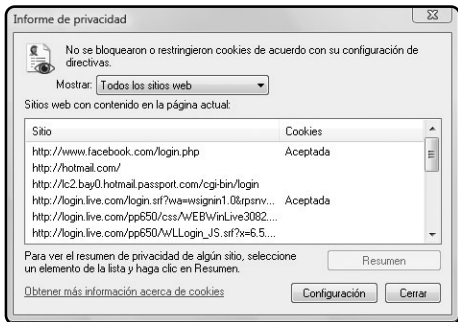 Informe de privacidad
No se bloquearon o restringieron cookies de acuerdo con su configuración de
directivas.
Mostrar: Todos los sitios web
Sitios web con contenido en la página actual:
Sitio Cookies
http://www.facebook.com/login.php Aceptada
http://hotmail.com/
http://lc2.bay0.hotmail.passport.com/cgi-bin/login
http://login.live.com/login.srf?wa=wsignin1.0&rpsnv... Aceptada
http://login.live.com/pp650/css/WEBWinLive3082....
http://login.live.com/pp650/WLLogin_JS.srf?x=6.5....
Para ver el resumen de privacidad de algún sitio, seleccione
un elemento de la lista y haga clic en Resumen.
Resumen
Obtener más información acerca de cookies
Configuración
Cerrar